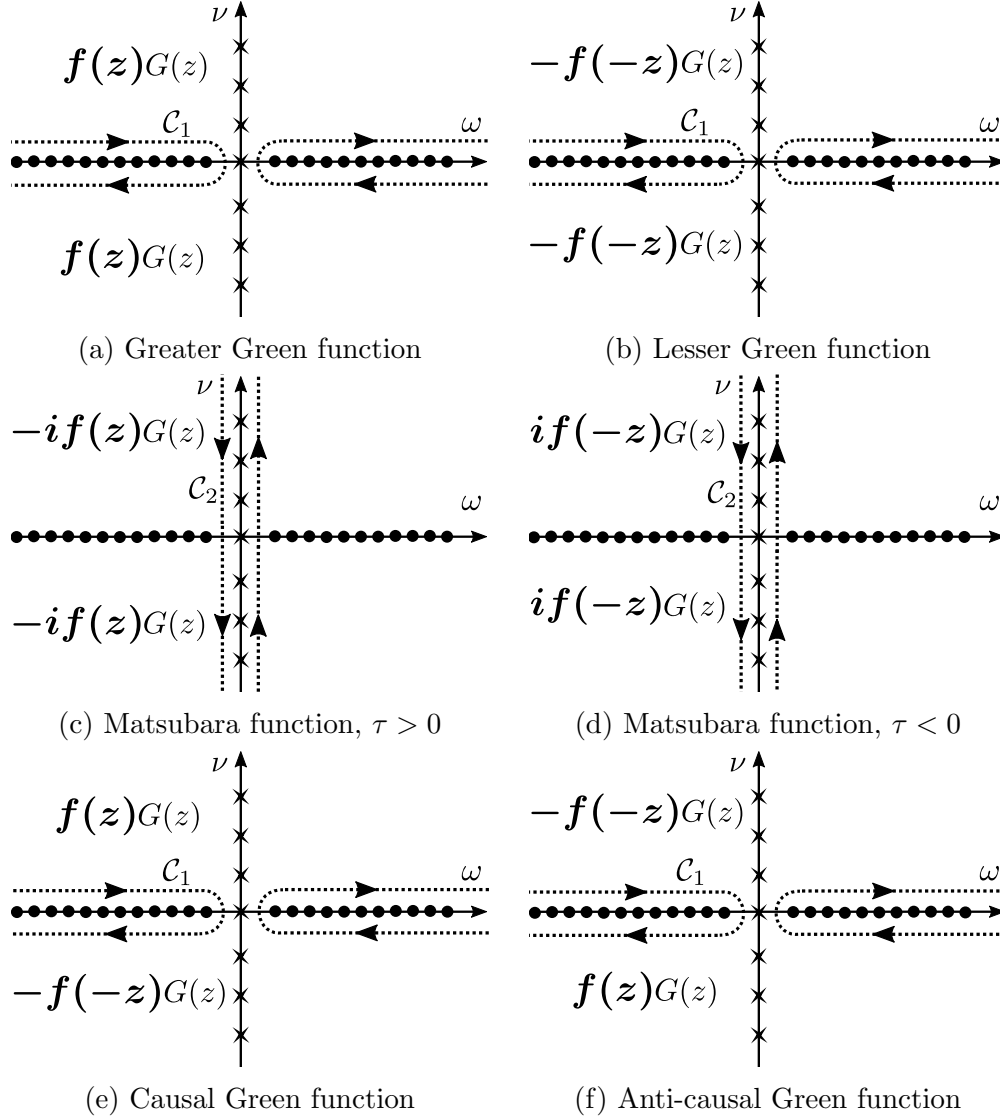 ν ν
f(z)G(z) −f(−z)G(z)
𝒞₁ ω 𝒞₁ ω
f(z)G(z) −f(−z)G(z)
(a) Greater Green function (b) Lesser Green function
ν ν
−if(z)G(z) if(−z)G(z)
𝒞₂ ω 𝒞₂ ω
−if(z)G(z) if(−z)G(z)
(c) Matsubara function, τ > 0 (d) Matsubara function, τ < 0
ν ν
f(z)G(z) −f(−z)G(z)
𝒞₁ ω 𝒞₁ ω
−f(−z)G(z) f(z)G(z)
(e) Causal Green function (f) Anti-causal Green function